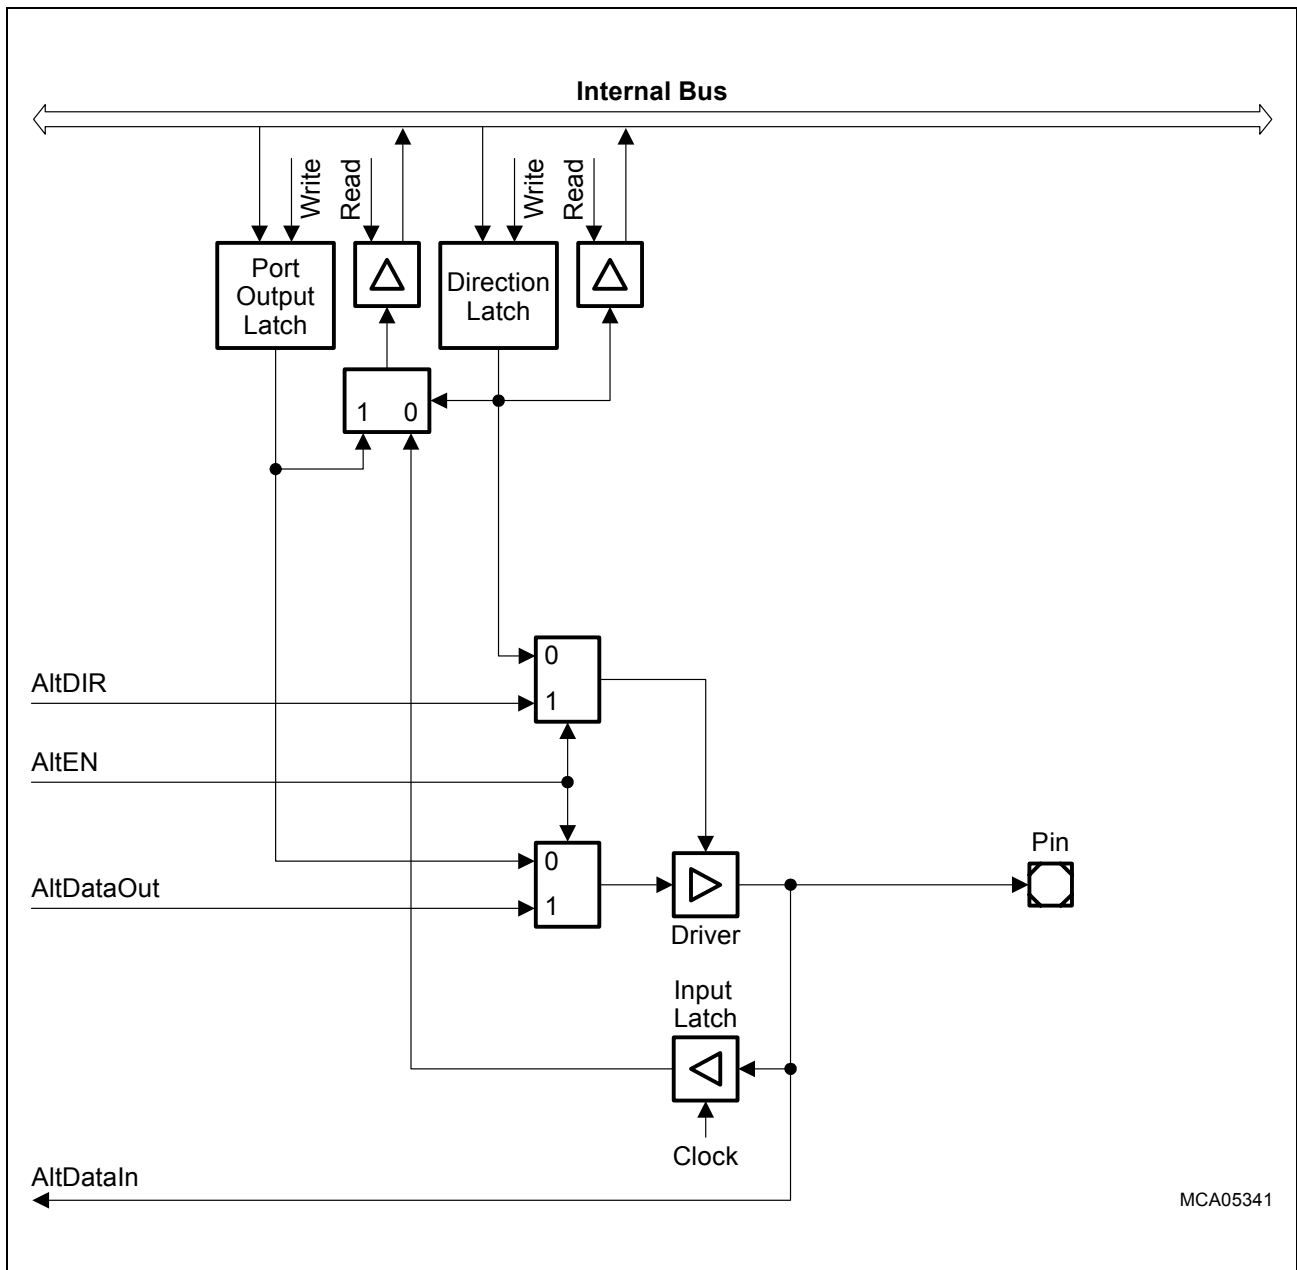 Internal Bus
Write
Read
Write
Read
Port
Output
Latch
Direction
Latch
1 0
0
AltDIR
1
AltEN
0
Pin
AltDataOut
1
Driver
Input
Latch
Clock
AltDataIn
MCA05341